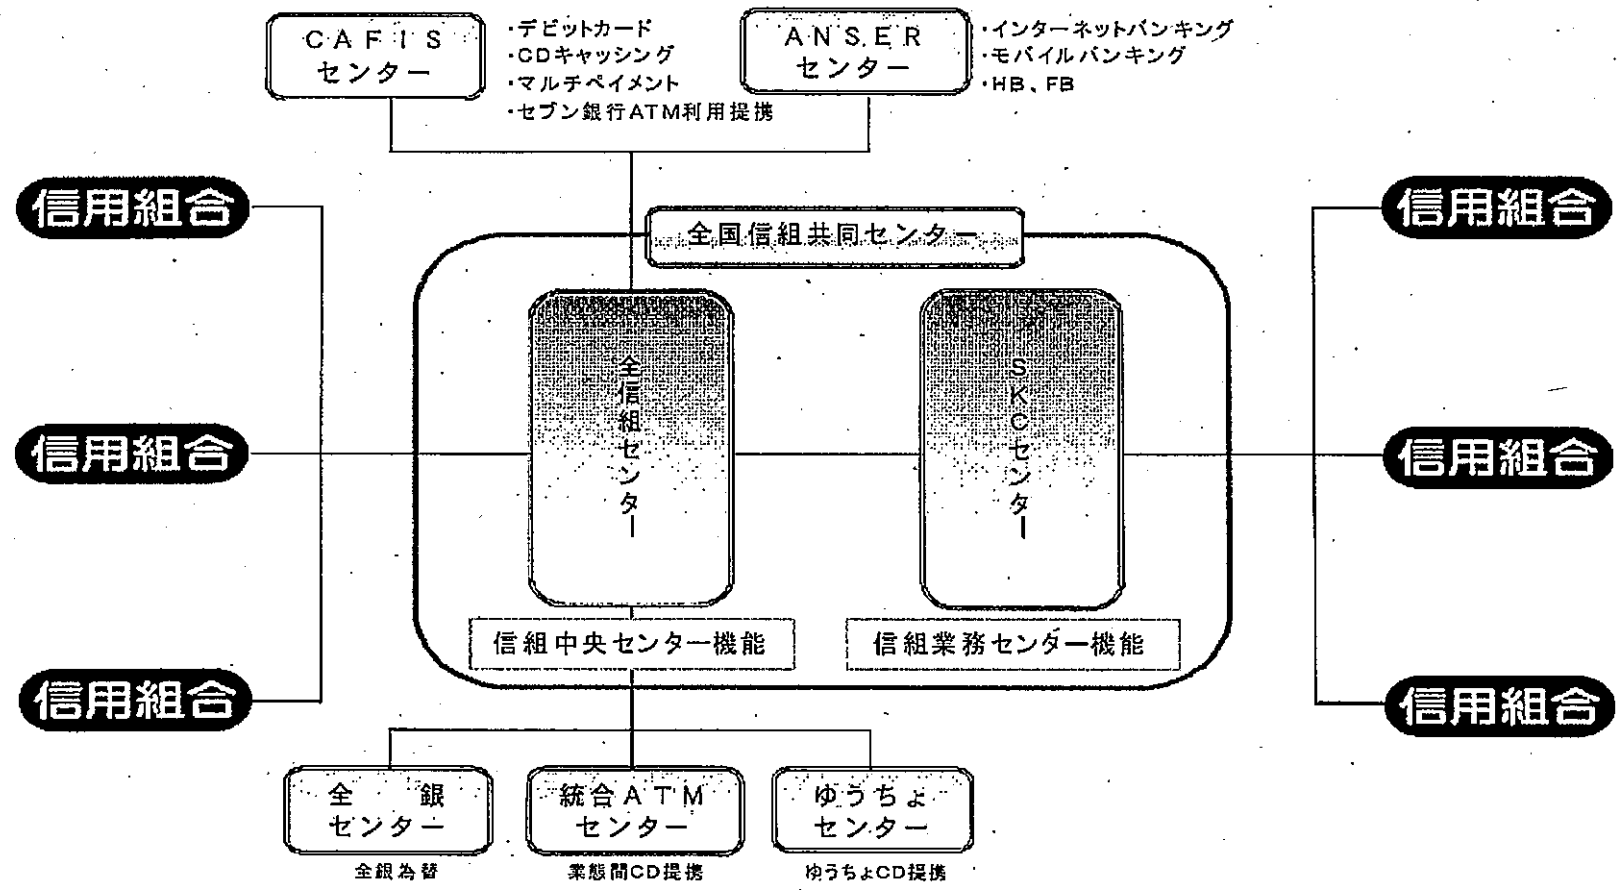 CAFIS
センター
・デビットカード
・CDキャッシング
・マルチペイメント
・セブン銀行ATM利用提携
ANSER
センター
・インターネットバンキング
・モバイルバンキング
・HB、FB
信用組合
信用組合
全国信組共同センター
全信組センター
SKCセンター
信用組合
信用組合
信組中央センター機能
信組業務センター機能
信用組合
信用組合
全銀
センター
全銀為替
統合ATM
センター
業態間CD提携
ゆうちょ
センター
ゆうちょCD提携